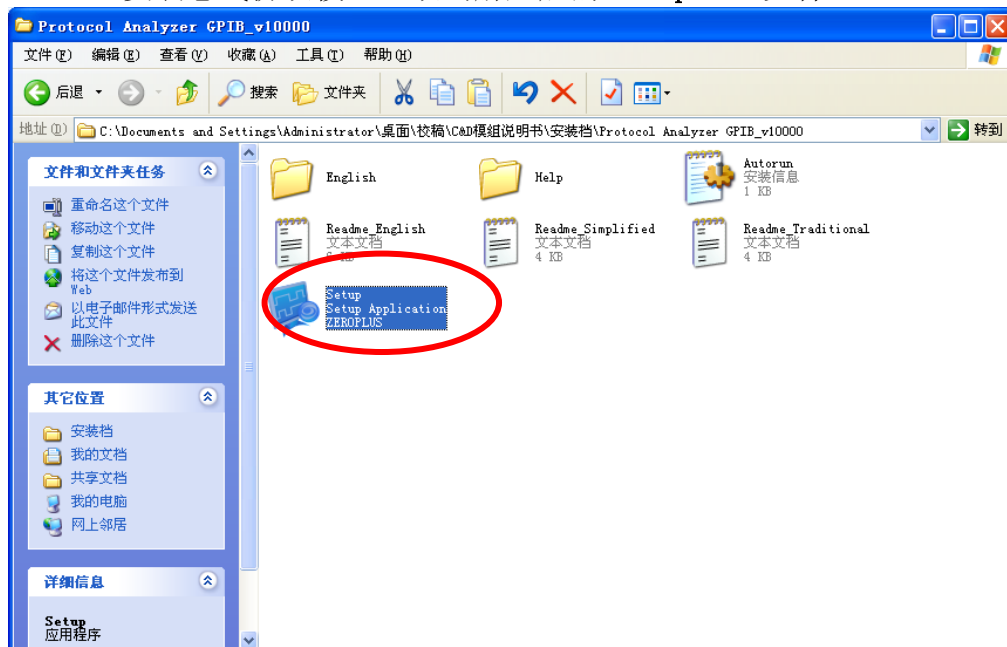 Protocol Analyzer GPIB_v10000
文件(F) 编辑(E) 查看(V) 收藏(A) 工具(T) 帮助(H)
后退 搜索 文件夹
地址(D) C:\Documents and Settings\Administrator\桌面\校稿\C&D模组说明书\安装档\Protocol Analyzer GPIB_v10000 转到
文件和文件夹任务
重命名这个文件
移动这个文件
复制这个文件
将这个文件发布到
Web
以电子邮件形式发送
此文件
删除这个文件
其它位置
安装档
我的文档
共享文档
我的电脑
网上邻居
详细信息
Setup
应用程序
English
Help
Autorun
安装信息
1 KB
Readme_English
文本文档
KB
Readme_Simplified
文本文档
4 KB
Readme_Traditional
文本文档
4 KB
Setup
Setup Application
ZEROPLUS